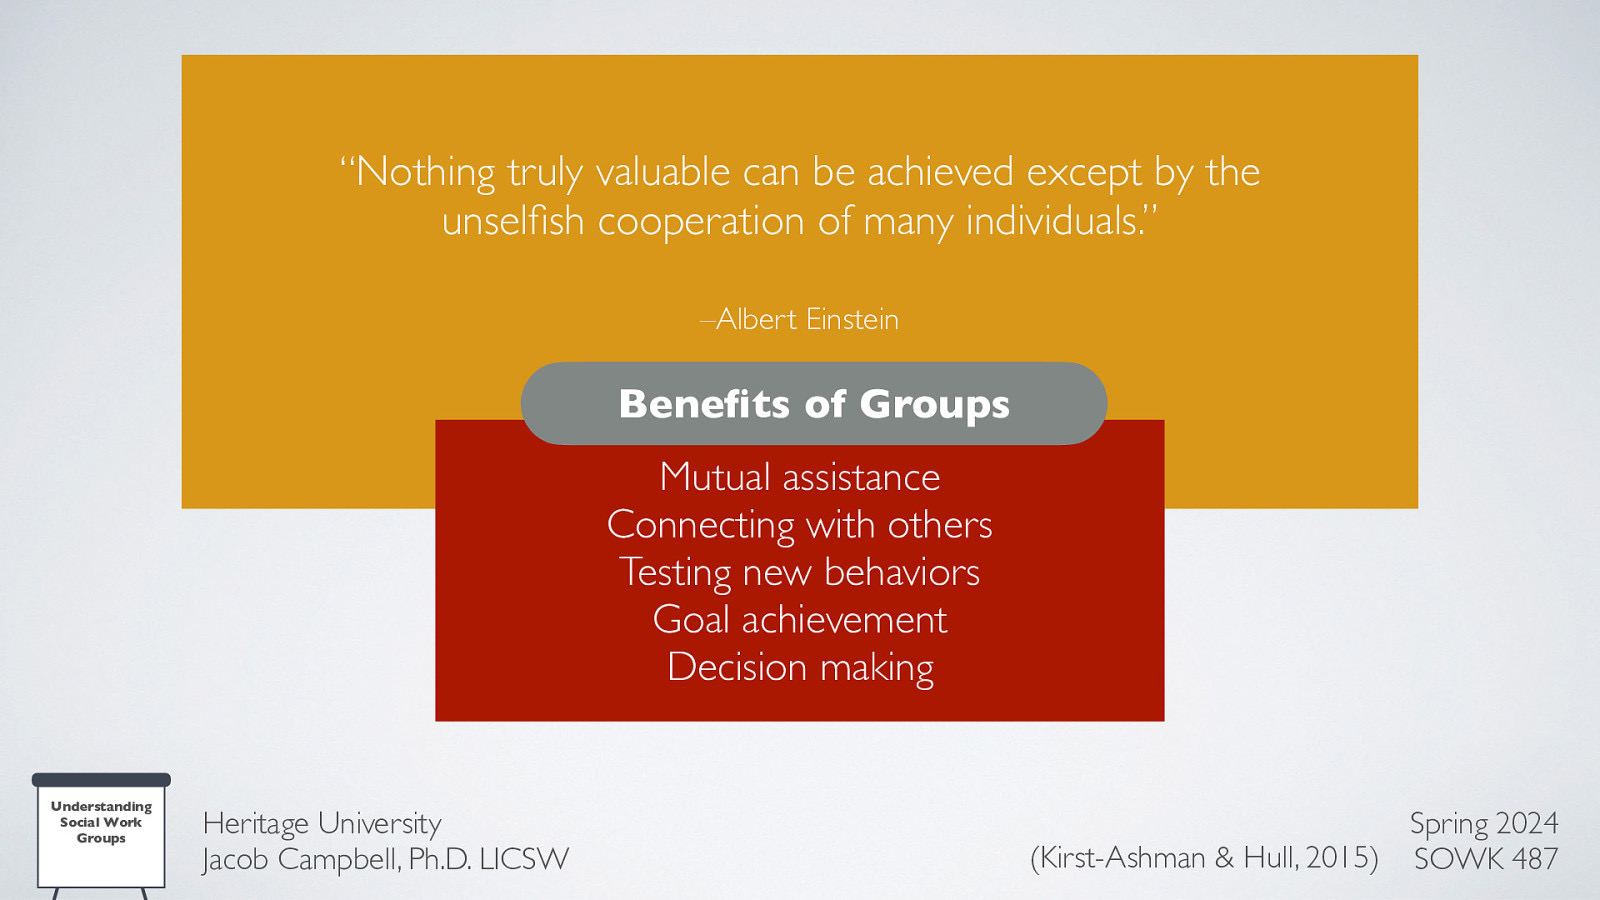 “Nothing truly valuable can be achieved except by the
unselfish cooperation of many individuals.”
–Albert Einstein
Benefits of Groups
Mutual assistance
Connecting with others
Testing new behaviors
Goal achievement
Decision making
Understanding
Social Work
Groups
Heritage University
Jacob Campbell, Ph.D. LICSW
(Kirst-Ashman & Hull, 2015)
Spring 2024
SOWK 487